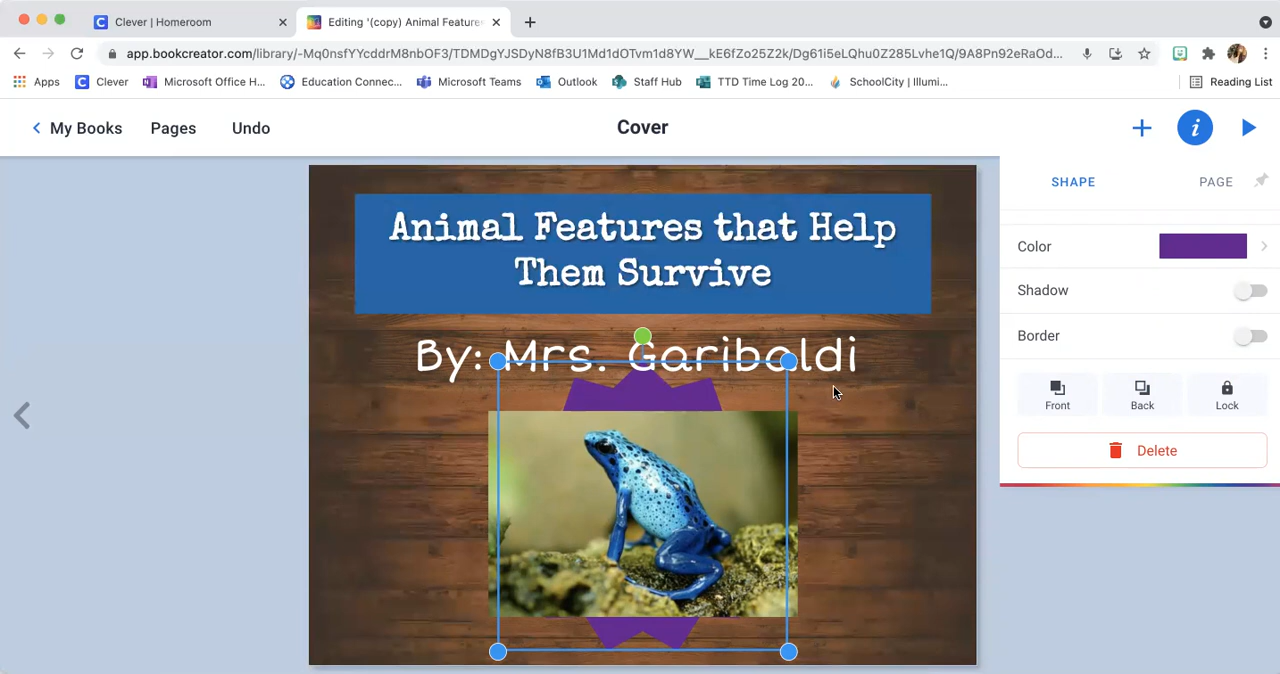 Clever | Homeroom
Editing '(copy) Animal Feature
app.bookcreator.com/library/-Mq0nsfYYcddrM8nbOF3/TDMDgYJSDyN8fB3U1Md1dOTvm1d8YW__kE6fZo25Z2k/Dg61i5eLQhu0Z285Lvhe1Q/9A8Pn92eRaOd...
Apps Clever Microsoft Office H... Education Connec... Microsoft Teams Outlook Staff Hub TTD Time Log 20... SchoolCity | Illumi... Reading List
My Books Pages Undo Cover
SHAPE PAGE
Animal Features that Help
Them Survive
By: Mrs. Gariboldi
Color
Shadow
Border
Front Back Lock
Delete